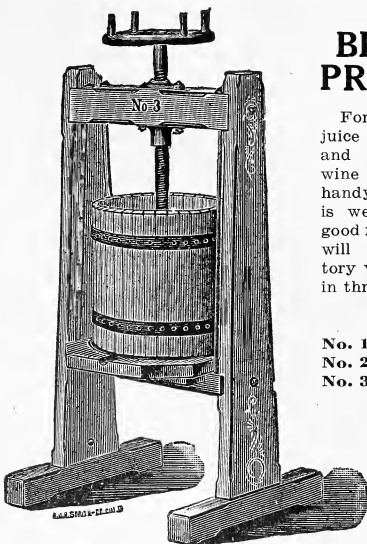 No 3
BE
PR
For
juice
and
wine
handy
is we
good
will
tory v
in thr
No. 1
No. 2
No. 3